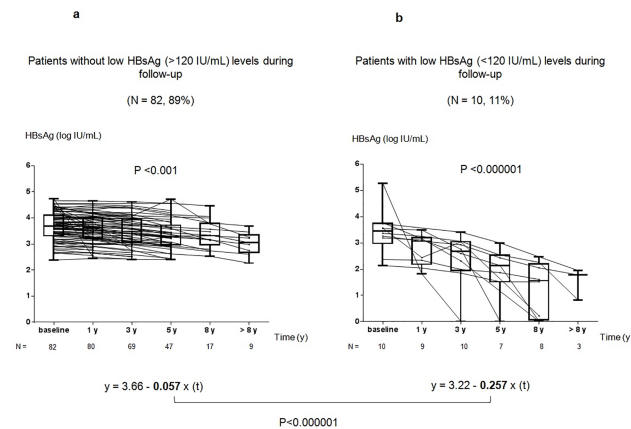 a
Patients without low HBsAg (>120 IU/mL) levels during
follow-up
(N = 82, 89%)
HBsAg (log IU/mL)
P <0.001
6
5
4
3
2
1
0
baseline 1 y 3 y 5 y 8 y > 8 y
Time (y)
N = 82 80 69 47 17 9
y = 3.66 - 0.057 x (t)
b
Patients with low HBsAg (<120 IU/mL) levels during
follow-up
(N = 10, 11%)
HBsAg (log IU/mL)
P <0.000001
6
5
4
3
2
1
0
baseline 1 y 3 y 5 y 8 y > 8 y
Time (y)
N = 10 9 10 7 8 3
y = 3.22 - 0.257 x (t)
P<0.000001